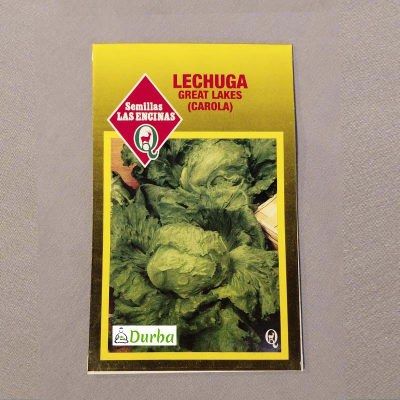 LECHUGA
GREAT LAKES
(CAROLA)
Semillas
LAS ENCINAS
Durba